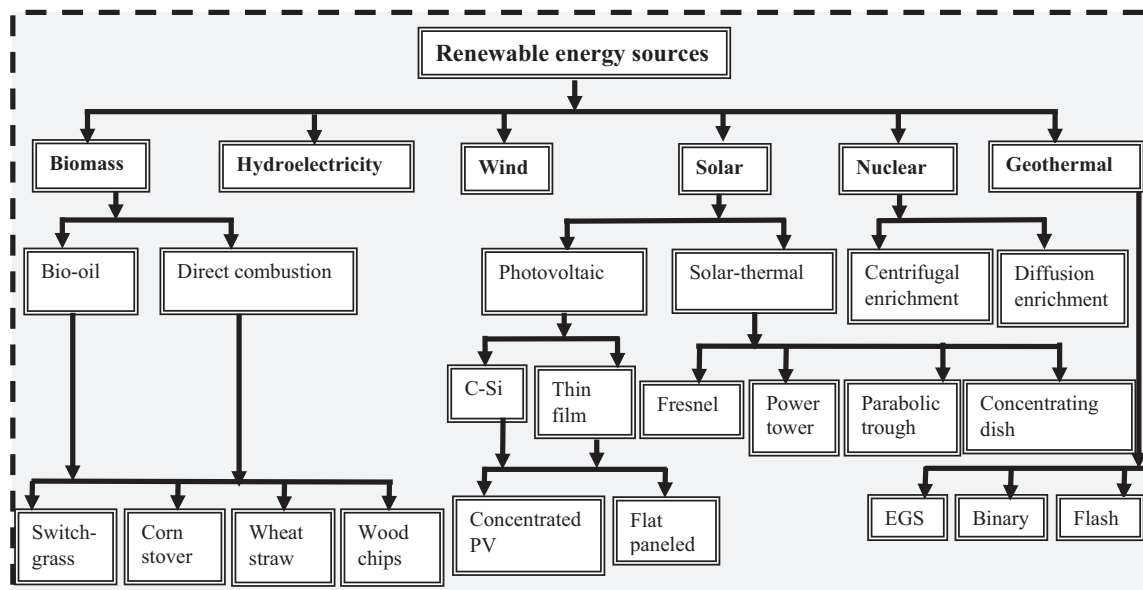 Renewable energy sources
Biomass
Hydroelectricity
Wind
Solar
Nuclear
Geothermal
Bio-oil
Direct combustion
Photovoltaic
Solar-thermal
Centrifugal
enrichment
Diffusion
enrichment
C-Si
Thin
film
Fresnel
Power
tower
Parabolic
trough
Concentrating
dish
Switch-
grass
Corn
stover
Wheat
straw
Wood
chips
Concentrated
PV
Flat
paneled
EGS
Binary
Flash